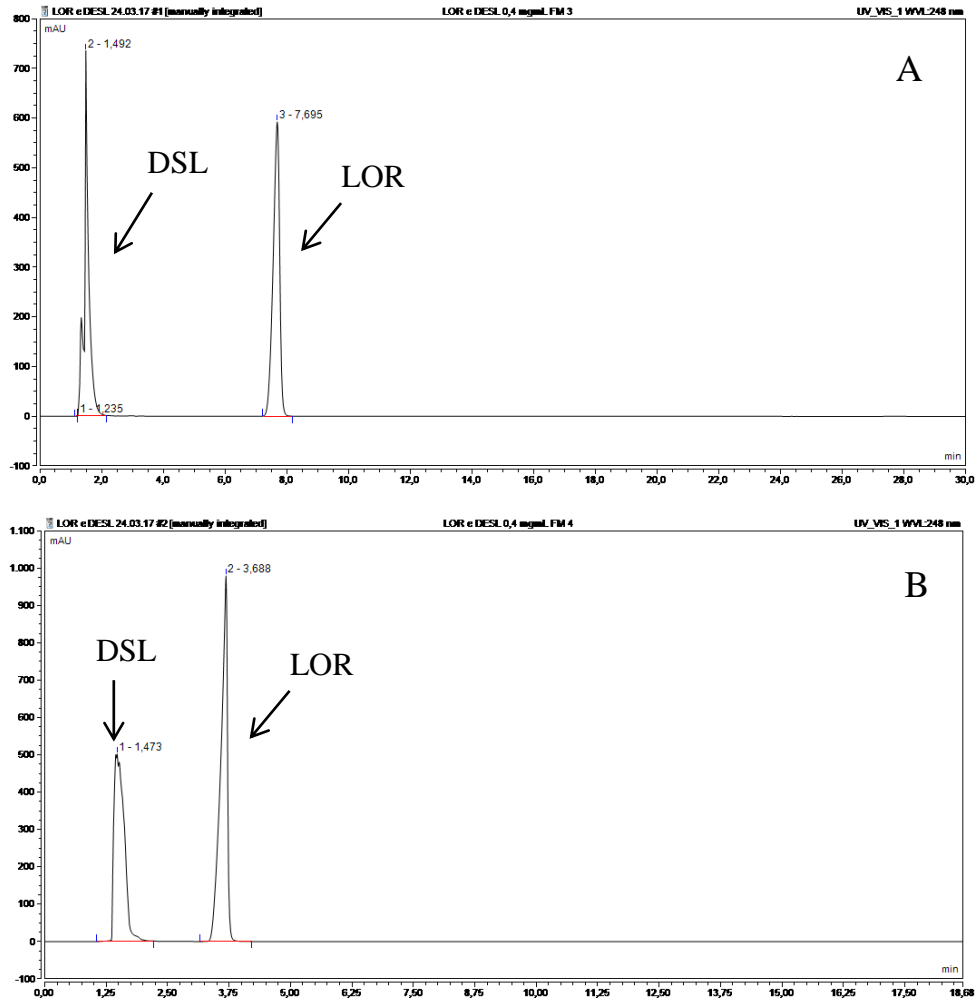 LOR e DESL 24.03.17 #1 [manually integrated] LOR e DESL 0,4 mgmL FM 3 UV_VIS_1 WVL:248 nm
800
mAU
2 - 1,492
A
700
600
3 - 7,695
500
DSL
LOR
400
300
200
100
1 - 1,235
0
-100
min
0,0 2,0 4,0 6,0 8,0 10,0 12,0 14,0 16,0 18,0 20,0 22,0 24,0 26,0 28,0 30,0
LOR e DESL 24.03.17 #2 [manually integrated] LOR e DESL 0,4 mgmL FM 4 UV_VIS_1 WVL:248 nm
1.100
mAU
1.000
2 - 3,688
B
900
800
DSL
LOR
700
600
500
1 - 1,473
400
300
200
100
0
-100
min
0,00 1,25 2,50 3,75 5,00 6,25 7,50 8,75 10,00 11,25 12,50 13,75 15,00 16,25 17,50 18,68